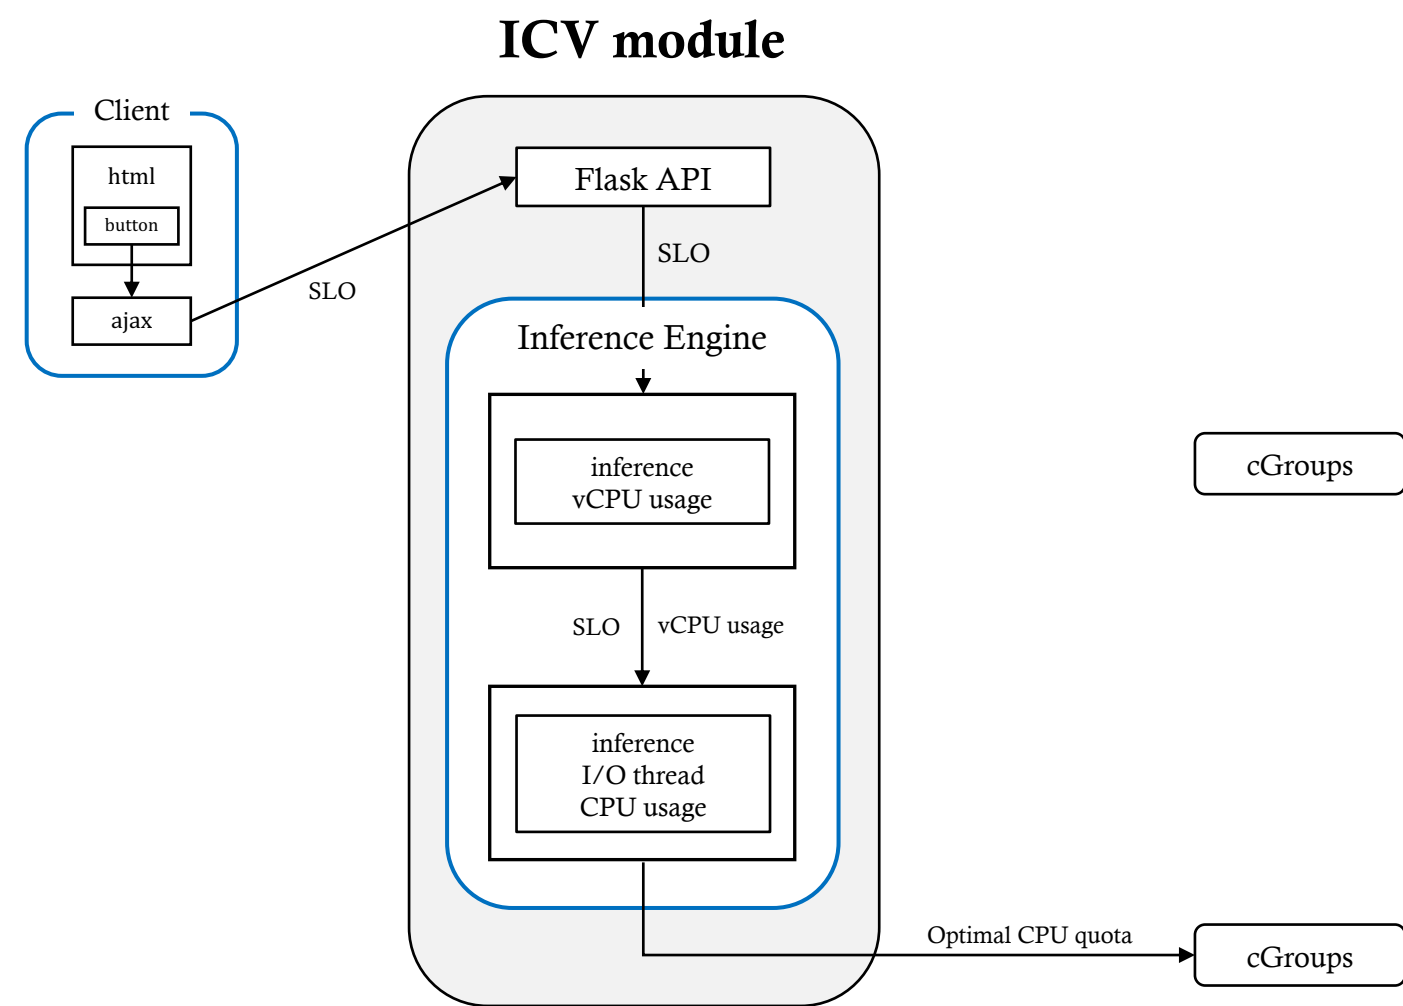 ICV module
Client
html
button
ajax
SLO
Flask API
SLO
Inference Engine
inference
vCPU usage
SLO
vCPU usage
inference
I/O thread
CPU usage
Optimal CPU quota
cGroups
cGroups